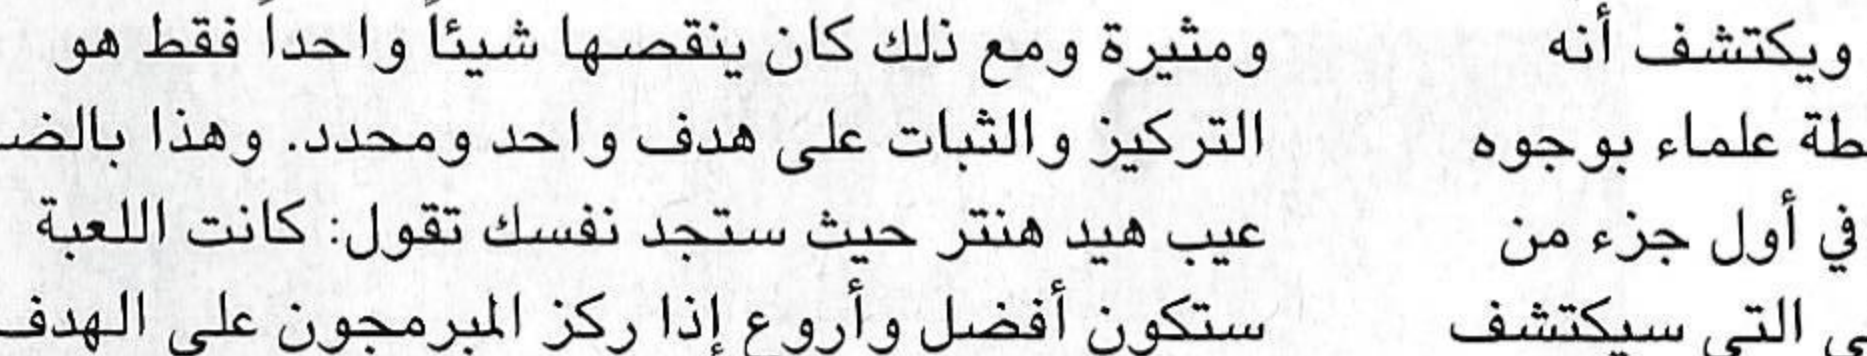 ويكتشف أنه
علماء بوجوه
في أول جزء من
التي سيكتشف
ومثيرة ومع ذلك كان ينقصها شيئاً واحداً فقط هو
التركيز والثبات على هدف واحد ومحدد. وهذا
عيب هيد هنتر حيث ستجد نفسك تقول: كانت اللعبة
ستكون أفضل وأروع إذا ركز المبرمجون على الهدف